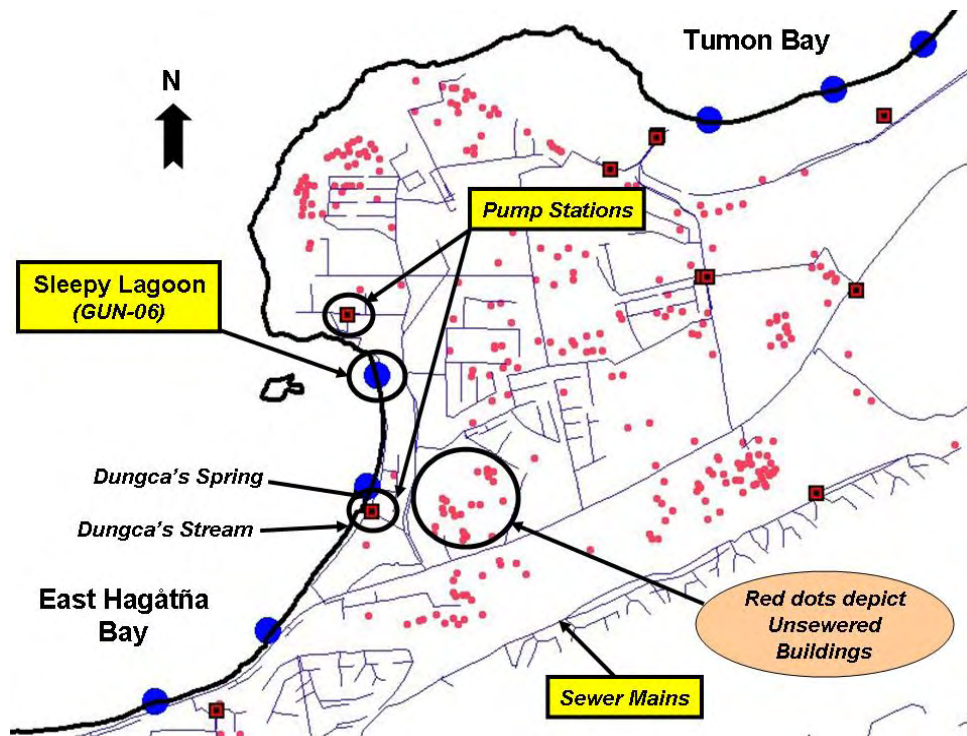 Tumon Bay
N
Pump Stations
Sleepy Lagoon
(GUN-06)
Dungca's Spring
Dungca's Stream
East Hagåtña
Bay
Red dots depict
Unsewered
Buildings
Sewer Mains